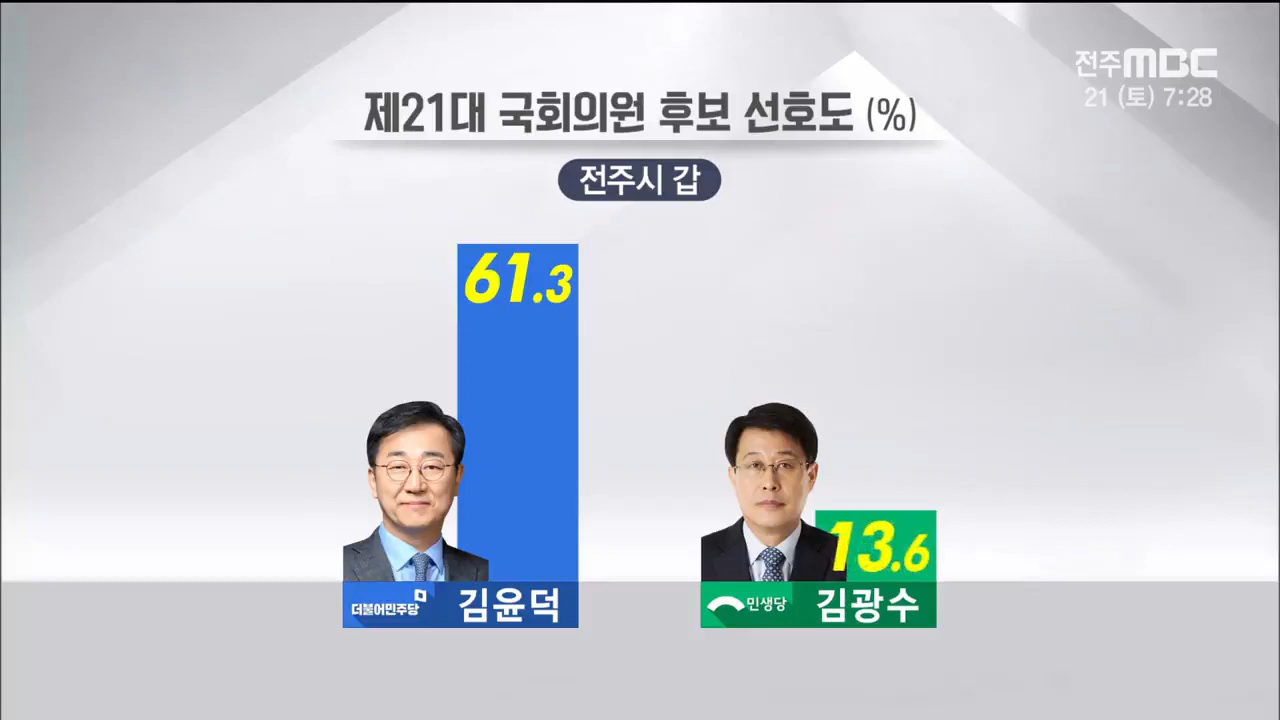 전주MBC
21 (토) 7:28
제21대 국회의원 후보 선호도 (%)
전주시 갑
61.3
13.6
더불어민주당 김윤덕
민생당 김광수